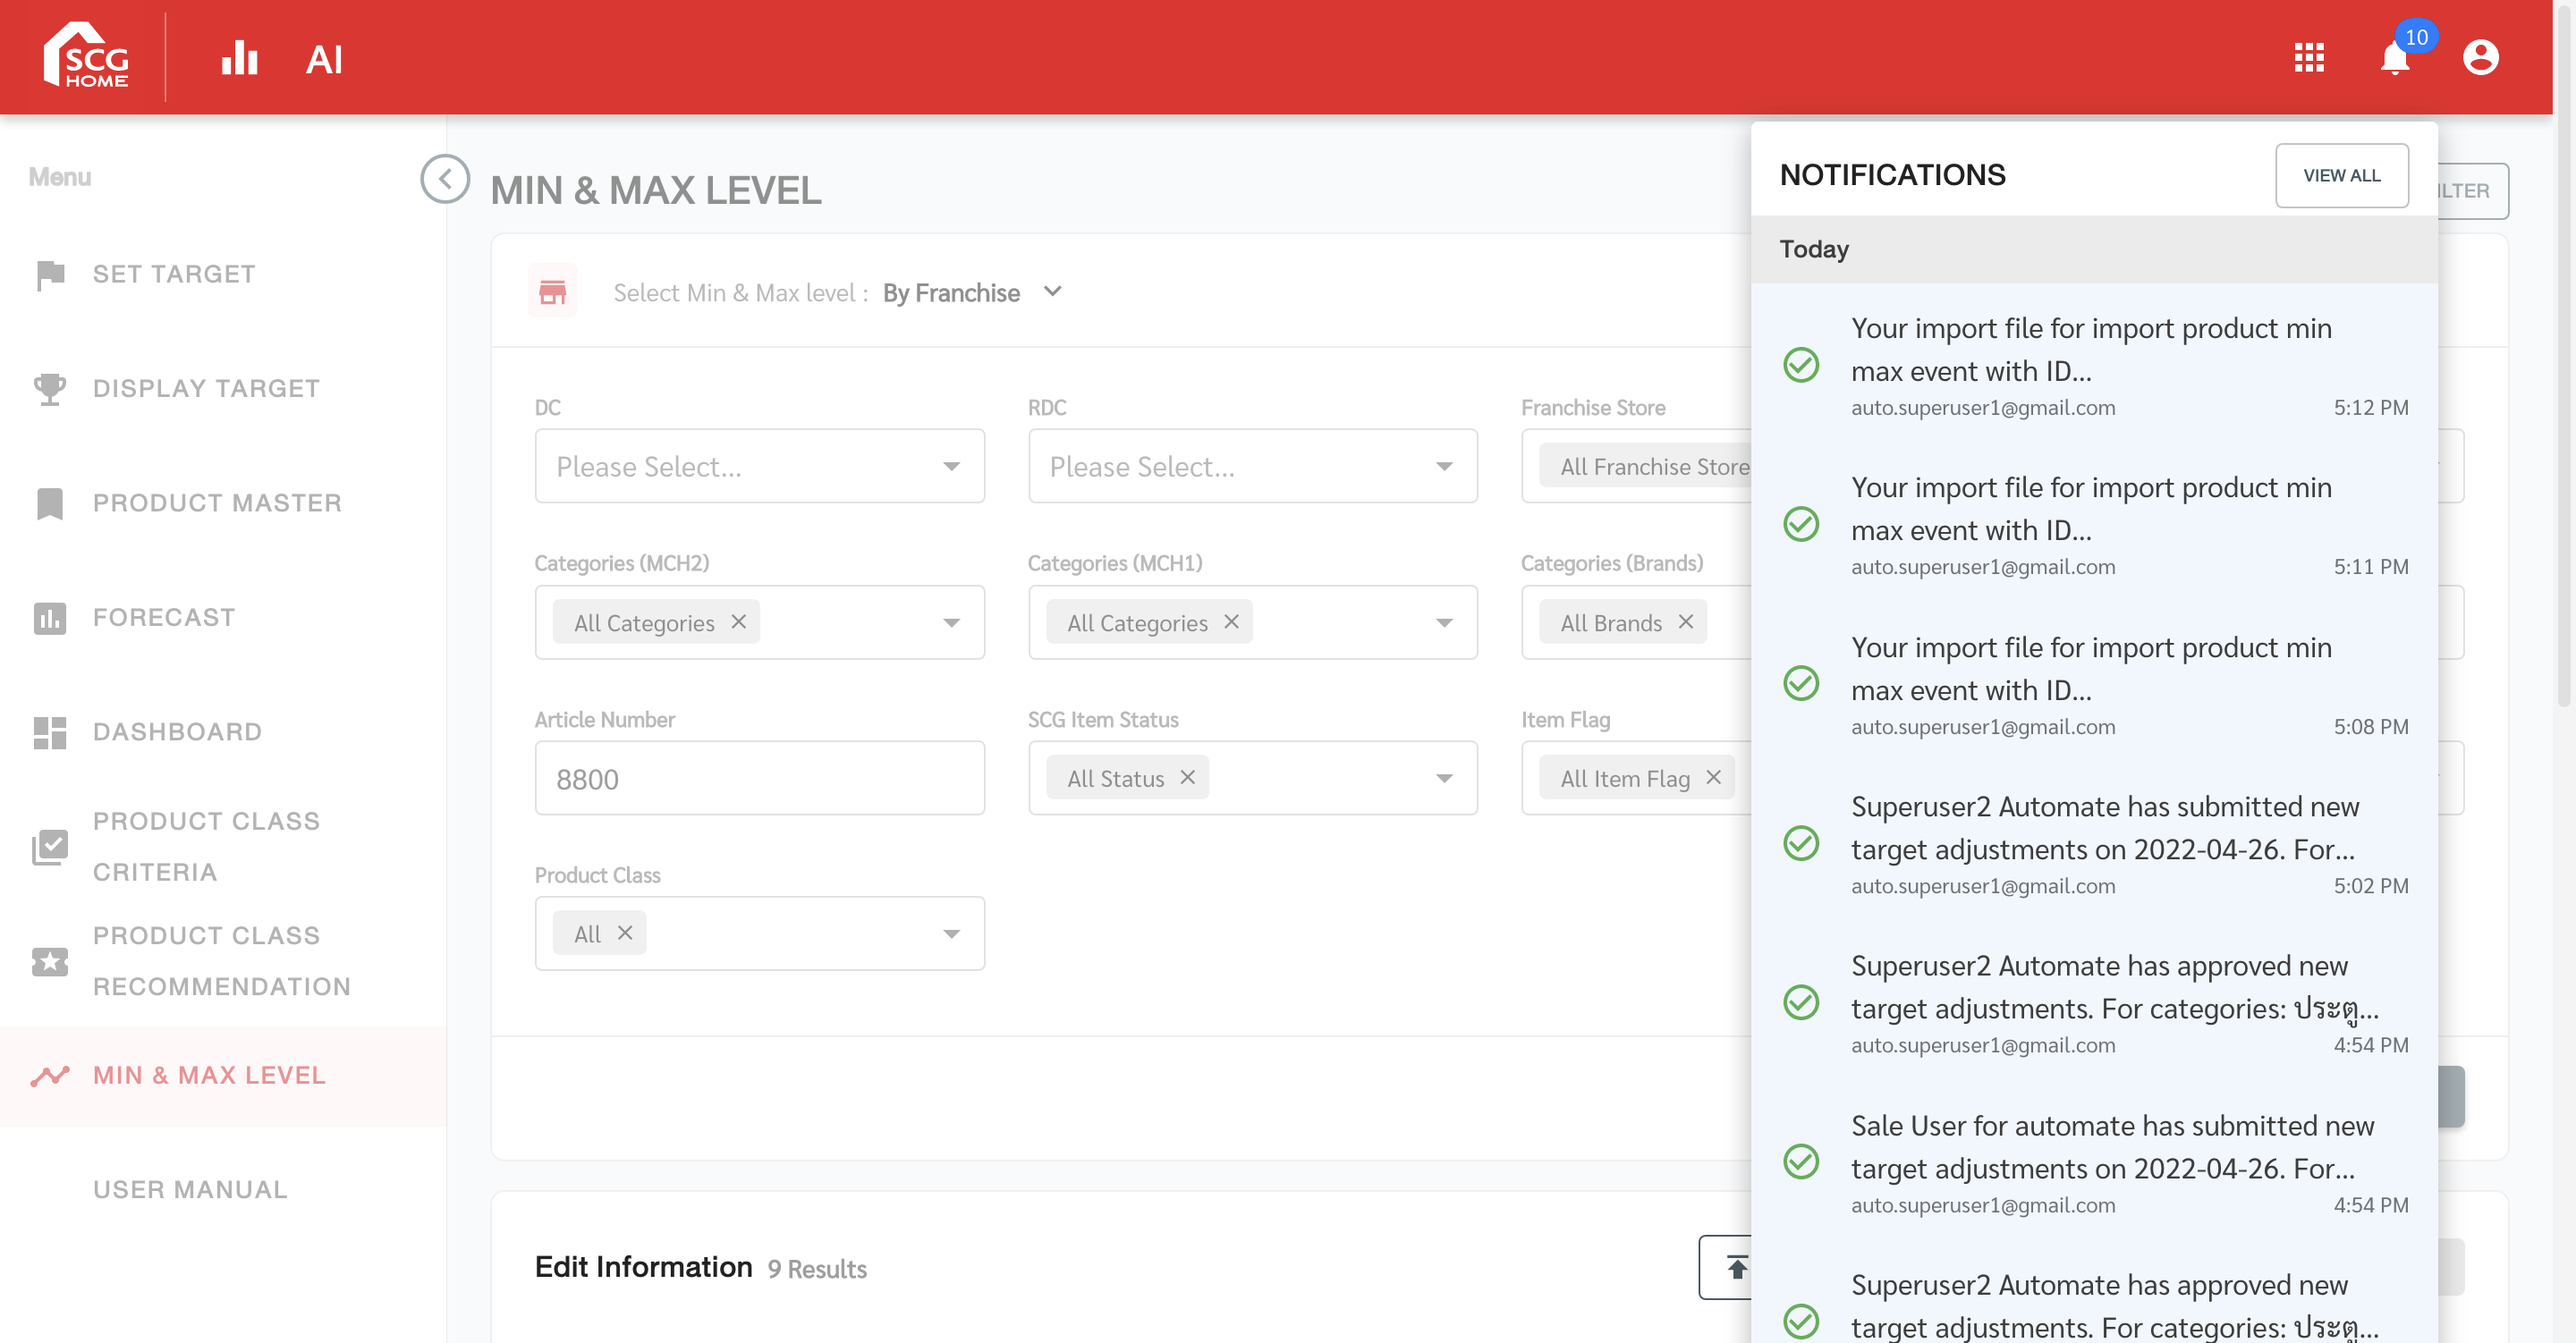 SCG
HOME
AI
10
Menu
SET TARGET
DISPLAY TARGET
PRODUCT MASTER
FORECAST
DASHBOARD
PRODUCT CLASS
CRITERIA
PRODUCT CLASS
RECOMMENDATION
MIN & MAX LEVEL
USER MANUAL
MIN & MAX LEVEL
Select Min & Max level : By Franchise
DC
RDC
Franchise Store
Please Select...
Please Select...
All Franchise Store
Categories (MCH2)
Categories (MCH1)
Categories (Brands)
All Categories
All Categories
All Brands
Article Number
SCG Item Status
Item Flag
8800
All Status
All Item Flag
Product Class
All
Edit Information 9 Results
NOTIFICATIONS
VIEW ALL
LTER
Today
Your import file for import product min
max event with ID...
auto.superuser1@gmail.com 5:12 PM
Your import file for import product min
max event with ID...
auto.superuser1@gmail.com 5:11 PM
Your import file for import product min
max event with ID...
auto.superuser1@gmail.com 5:08 PM
Superuser2 Automate has submitted new
target adjustments on 2022-04-26. For...
auto.superuser1@gmail.com 5:02 PM
Superuser2 Automate has approved new
target adjustments. For categories: ประตู...
auto.superuser1@gmail.com 4:54 PM
Sale User for automate has submitted new
target adjustments on 2022-04-26. For...
auto.superuser1@gmail.com 4:54 PM
Superuser2 Automate has approved new
target adjustments. For categories: ประตู...